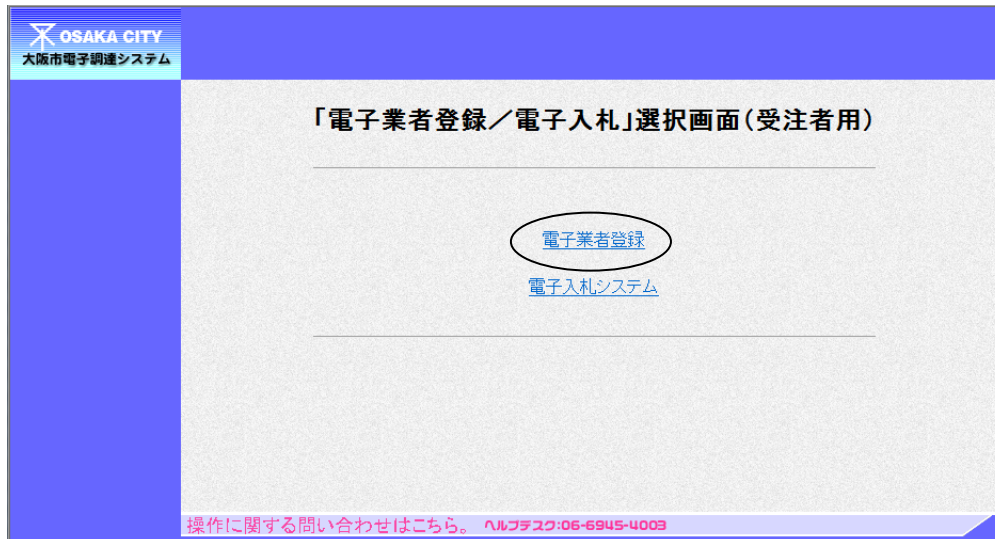 OSAKA CITY
大阪市電子調達システム
「電子業者登録／電子入札」選択画面（受注者用）
電子業者登録
電子入札システム
操作に関する問い合わせはこちら。 ヘルプデスク:06-6945-4003